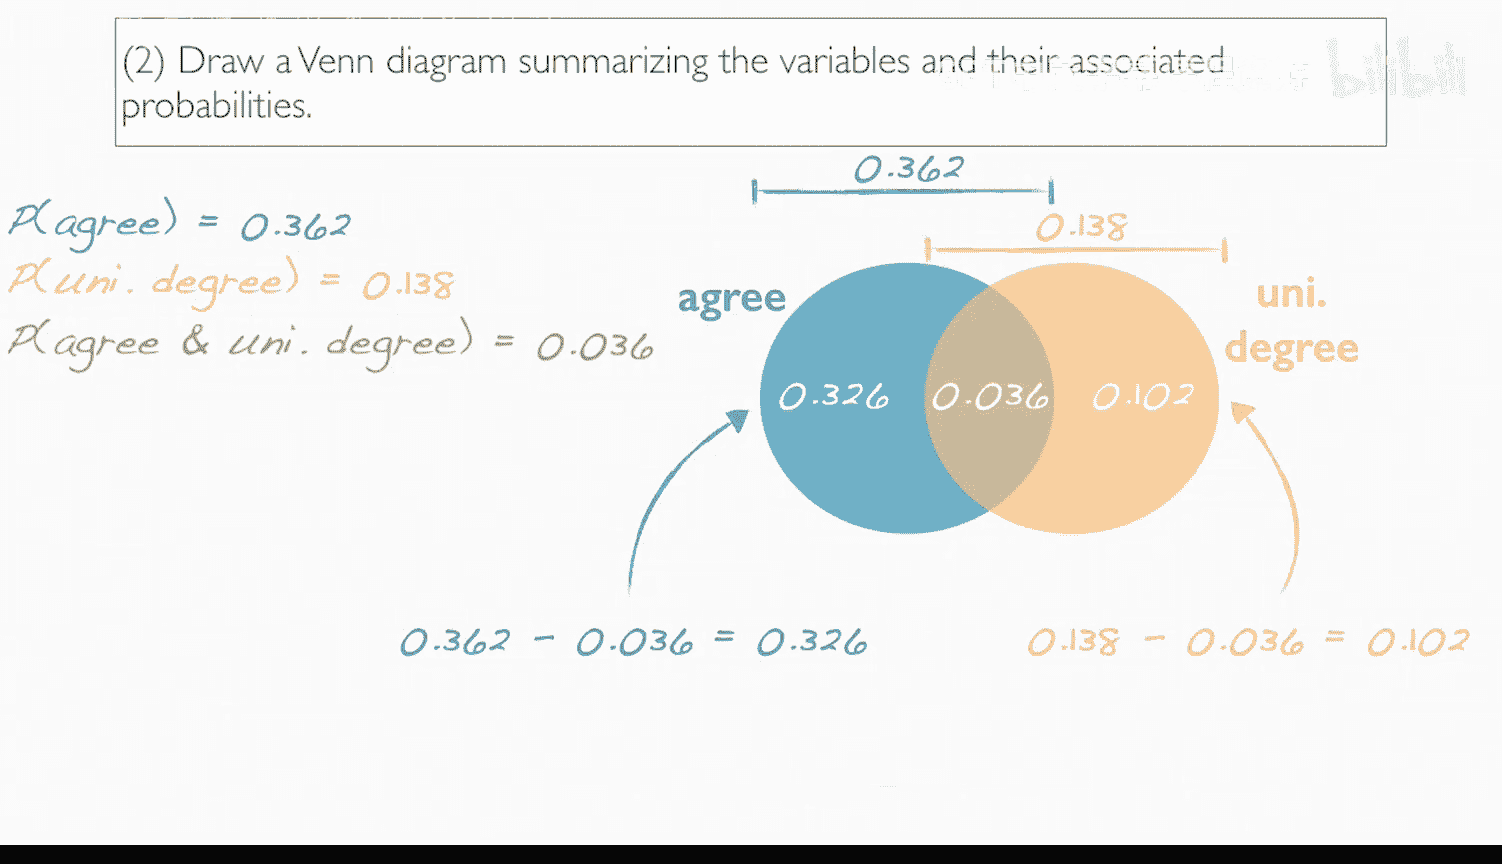 (2) Draw a Venn diagram summarizing the variables and their associated
probabilities.
bilibili
0.362
P(agree) = 0.362
0.138
P(uni. degree) = 0.138
agree
uni.
degree
P(agree & uni. degree) = 0.036
0.326
0.036
0.102
0.362 - 0.036 = 0.326
0.138 - 0.036 = 0.102